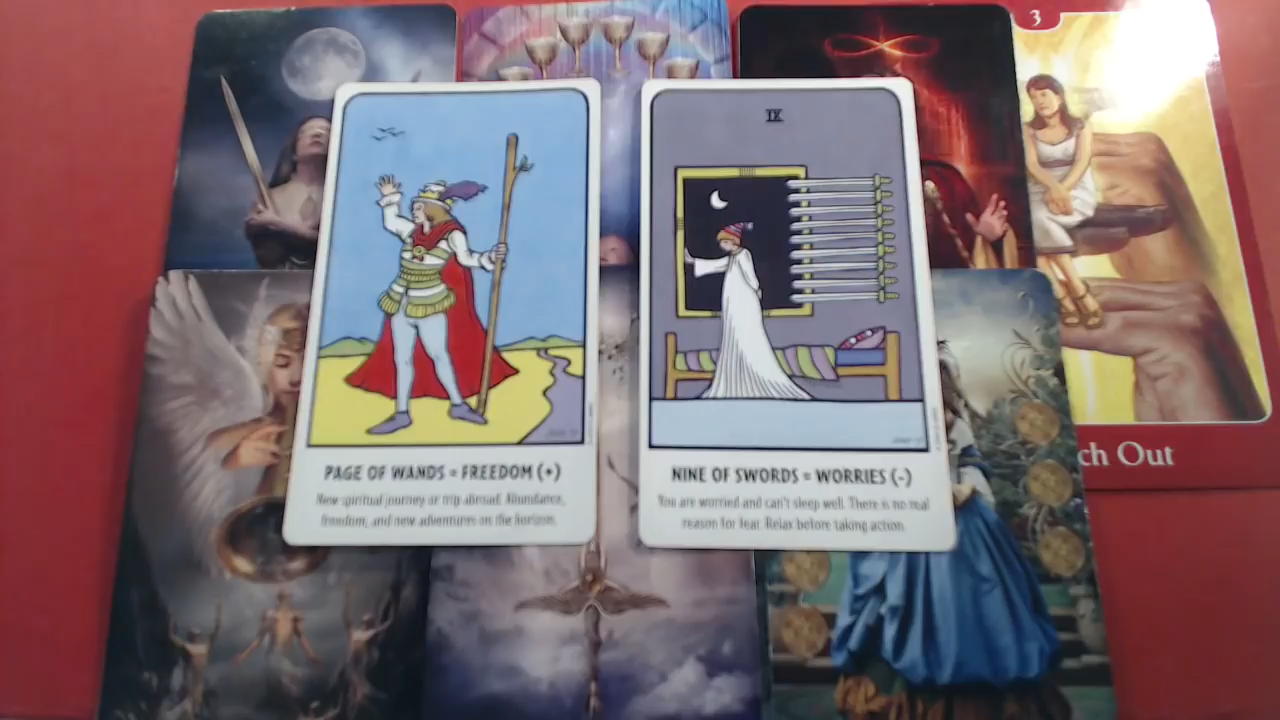 3
IX
ch Out
PAGE OF WANDS = FREEDOM (+)
New spiritual journey or trip abroad. Abundance,
freedom, and new adventures on the horizon.
NINE OF SWORDS = WORRIES (-)
You are worried and can't sleep well. There is no real
reason for fear. Relax before taking action.